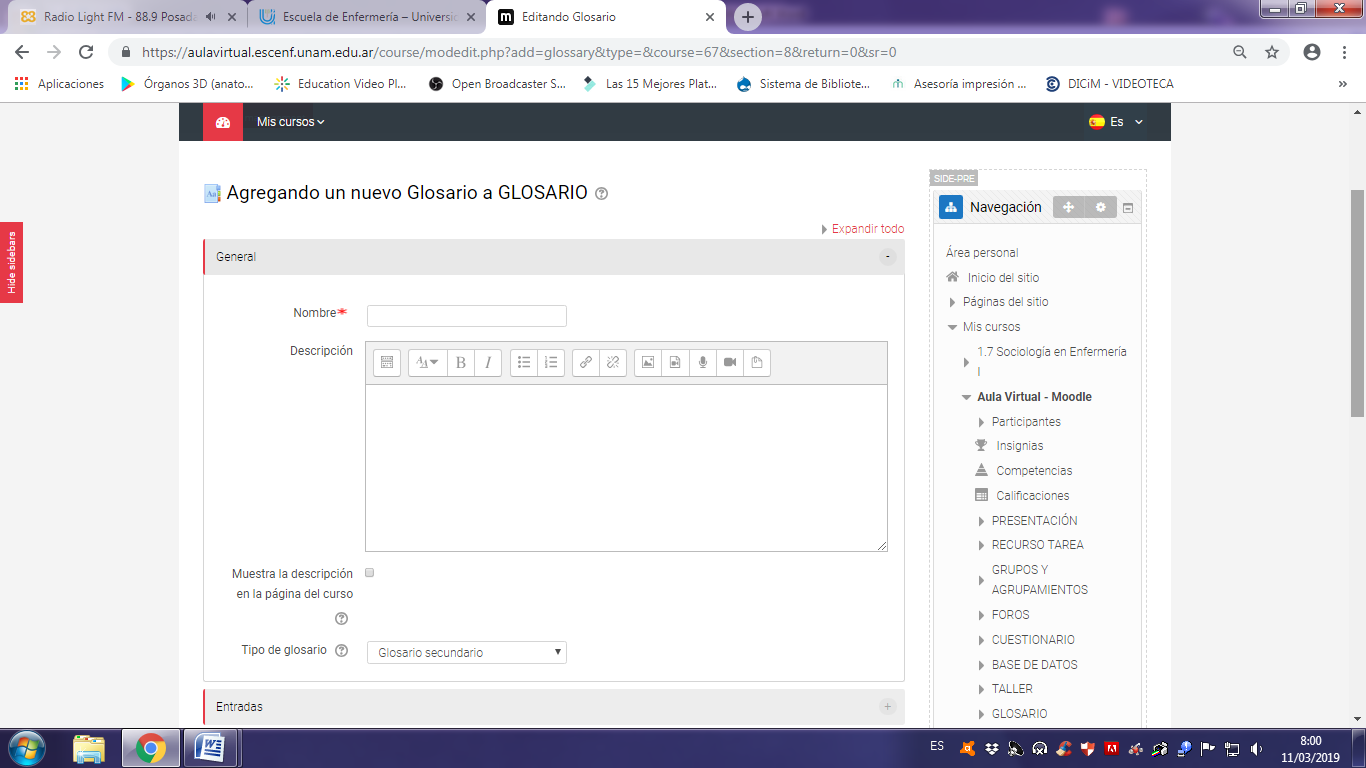 Radio Light FM - 88.9 Posad
Escuela de Enfermería – Universi
Editando Glosario
https://aulavirtual.escenf.unam.edu.ar/course/modedit.php?add=glossary&type=&course=67&section=8&return=0&sr=0
Aplicaciones
Órganos 3D (anato...
Education Video Pl...
Open Broadcaster S...
Las 15 Mejores Plat...
Sistema de Bibliote...
Asesoría impresión ...
DICiM - VIDEOTECA
»
Mis cursos
Es
Hide sidebars
Agregando un nuevo Glosario a GLOSARIO
Expandir todo
General
Nombre*
Descripción
B I
Muestra la descripción
en la página del curso
Tipo de glosario
Glosario secundario
Entradas
SIDE-PRE
Navegación
Área personal
Inicio del sitio
Páginas del sitio
Mis cursos
1.7 Sociología en Enfermería
I
Aula Virtual - Moodle
Participantes
Insignias
Competencias
Calificaciones
PRESENTACIÓN
RECURSO TAREA
GRUPOS Y
AGRUPAMIENTOS
FOROS
CUESTIONARIO
BASE DE DATOS
TALLER
GLOSARIO
ES
8:00
11/03/2019